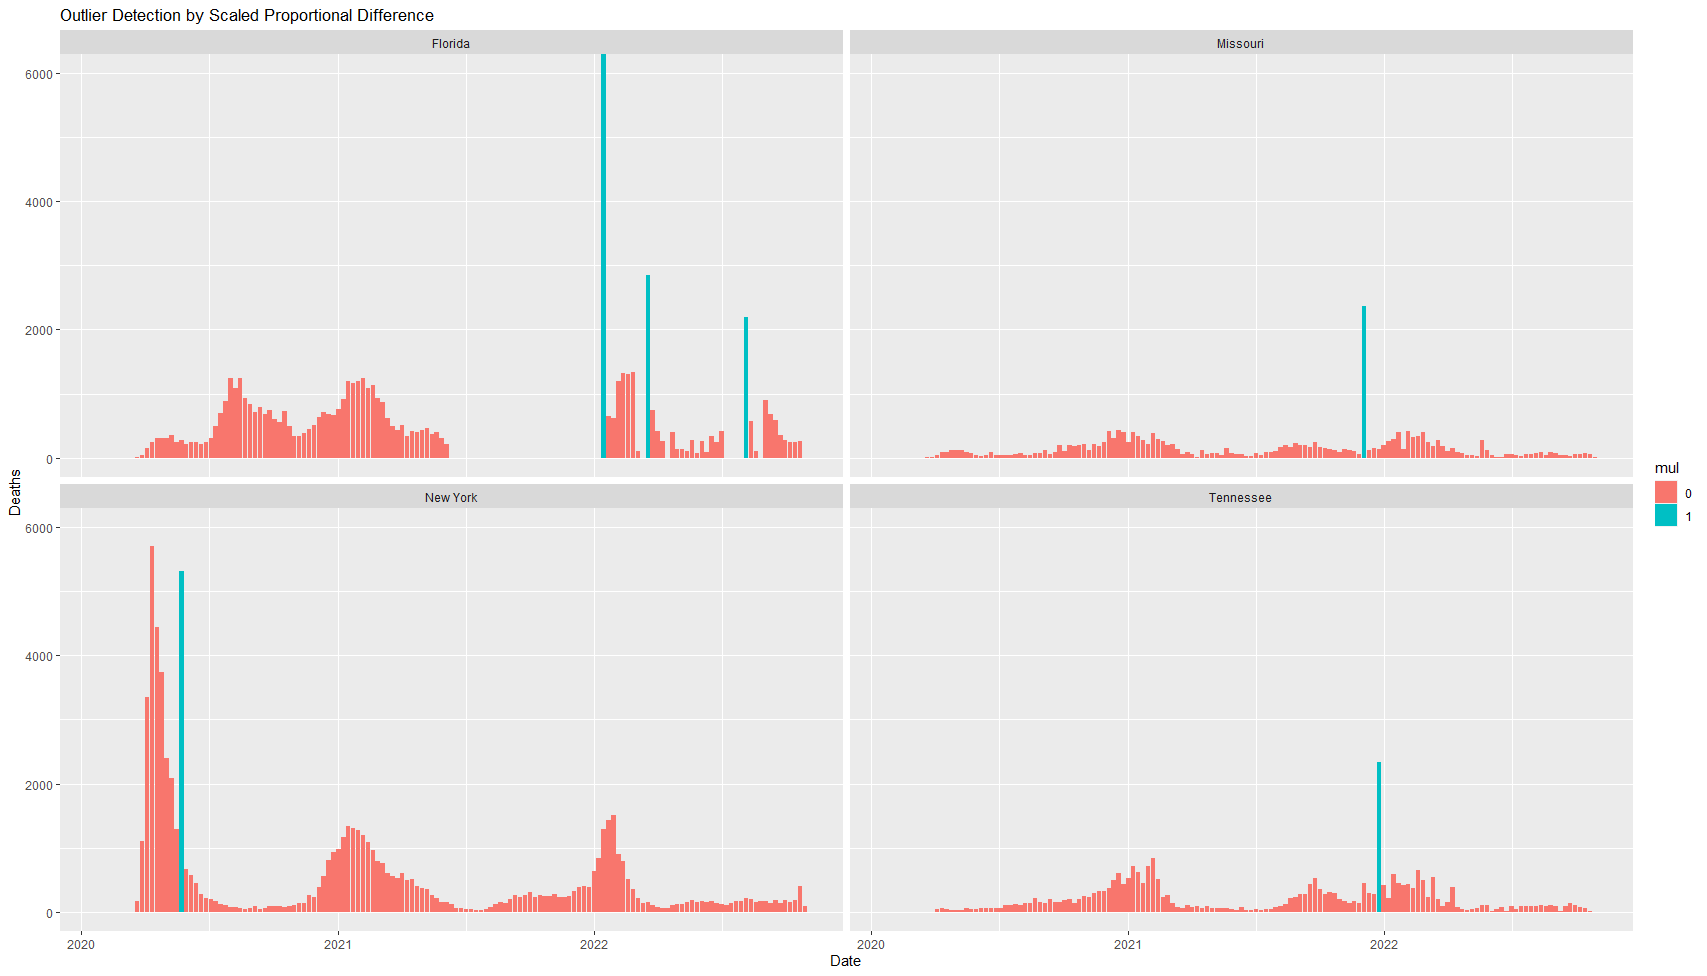 Outlier Detection by Scaled Proportional Difference
Florida
Missouri
6000
4000
2000
0
New York
Tennessee
6000
4000
2000
0
2020
2021
2022
2020
2021
2022
Deaths
Date
mul
0
1